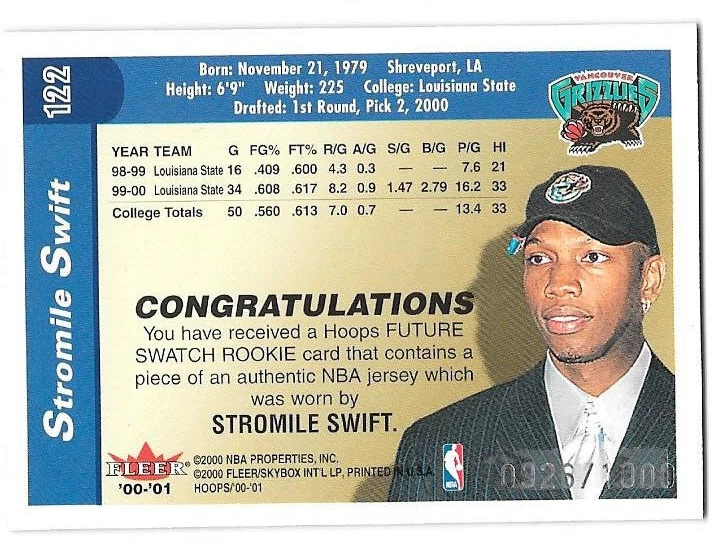 122
Stromile Swift
Born: November 21, 1979 Shreveport, LA
Height: 6'9" Weight: 225 College: Louisiana State
Drafted: 1st Round, Pick 2, 2000
VANCOUVER
GRIZZLIES
YEAR TEAM G FG% FT% R/G A/G S/G B/G P/G HI
98-99 Louisiana State 16 .409 .600 4.3 0.3 — — 7.6 21
99-00 Louisiana State 34 .608 .617 8.2 0.9 1.47 2.79 16.2 33
College Totals 50 .560 .613 7.0 0.7 — — 13.4 33
CONGRATULATIONS
You have received a Hoops FUTURE
SWATCH ROOKIE card that contains a
piece of an authentic NBA jersey which
was worn by
STROMILE SWIFT.
FLEER
'00-'01
©2000 NBA PROPERTIES, INC.
©2000 FLEER/SKYBOX INT'L LP, PRINTED IN U.S.A.
HOOPS/'00-'01
NBA
0926/1000